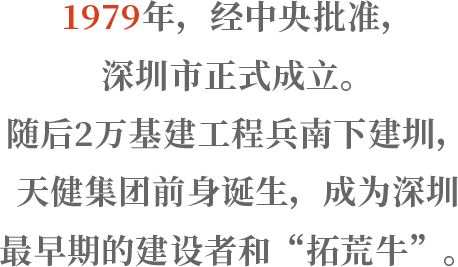 1979年，经中央批准，
深圳市正式成立。
随后2万基建工程兵南下建圳，
天健集团前身诞生，成为深圳
最早期的建设者和“拓荒牛”。